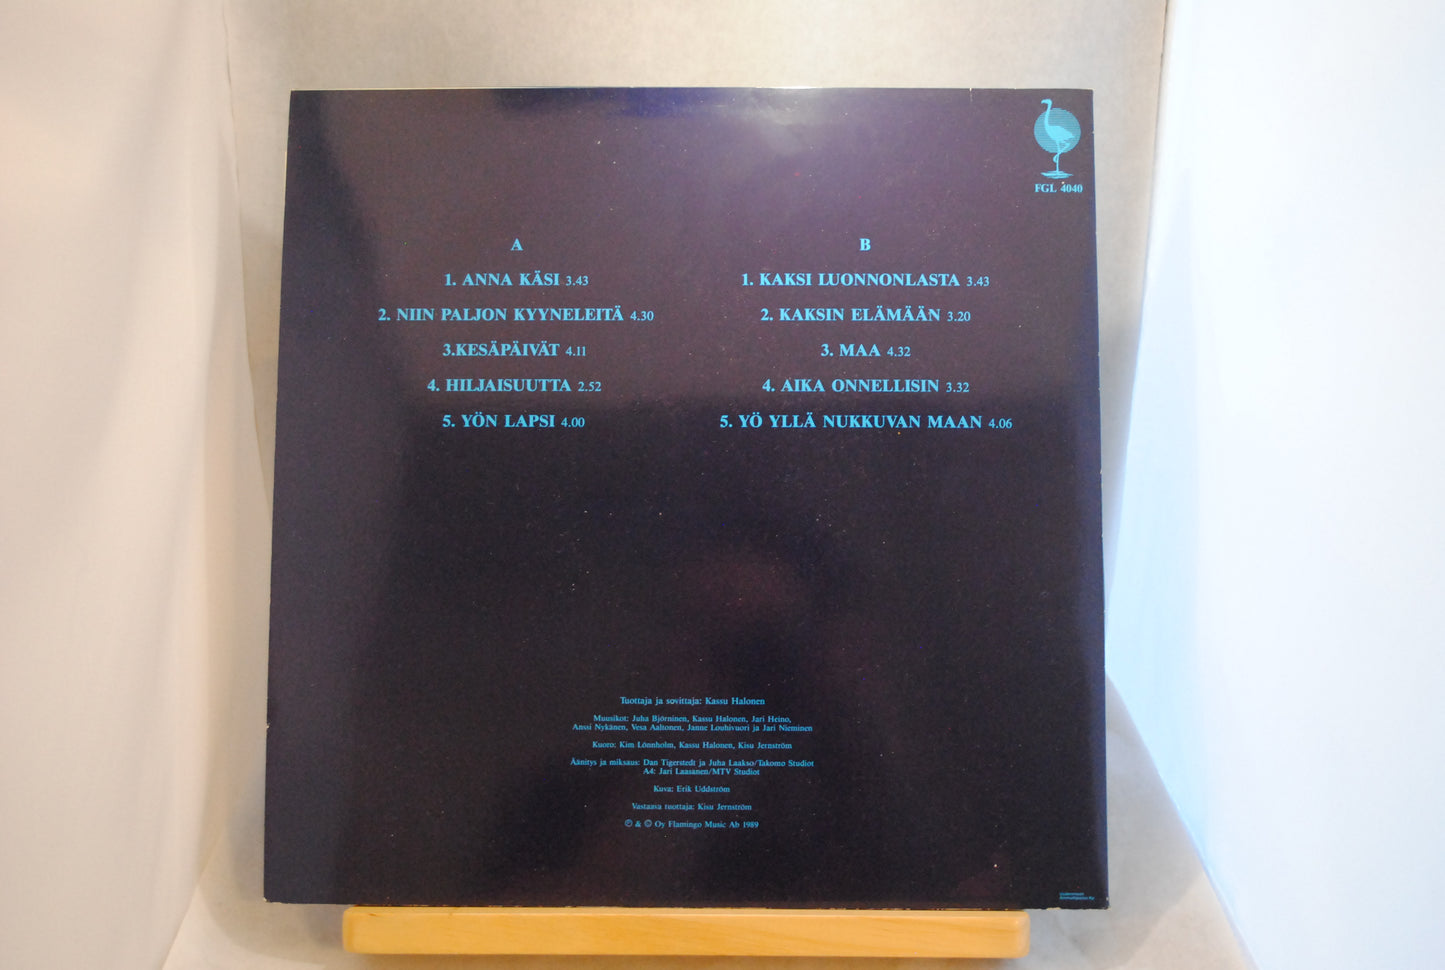 FGL 4040
A
1. ANNA KÄSI 3.43
2. NIIN PALJON KYYNELEITÄ 4.30
3.KESÄPÄIVÄT 4.11
4. HILJAISUUTTA 2.52
5. YÖN LAPSI 4.00
B
1. KAKSI LUONNONLASTA 3.43
2. KAKSIN ELÄMÄÄN 3.20
3. MAA 4.32
4. AIKA ONNELLISIN 3.32
5. YÖ YLLÄ NUKKUVAN MAAN 4.06
Tuottaja ja sovittaja: Kassu Halonen
Muusikot: Juha Björninen, Kassu Halonen, Jari Heino,
Anssi Nykänen, Vesa Aaltonen, Janne Louhivuori ja Jari Nieminen
Kuoro: Kim Lönnholm, Kassu Halonen, Kisu Jernström
Äänitys ja miksaus: Dan Tigerstedt ja Juha Laakso/Takomo Studiot
A4: Jari Laasanen/MTV Studiot
Kuva: Erik Uddström
Vastaava tuottaja: Kisu Jernström
℗ & © Oy Flamingo Music Ab 1989